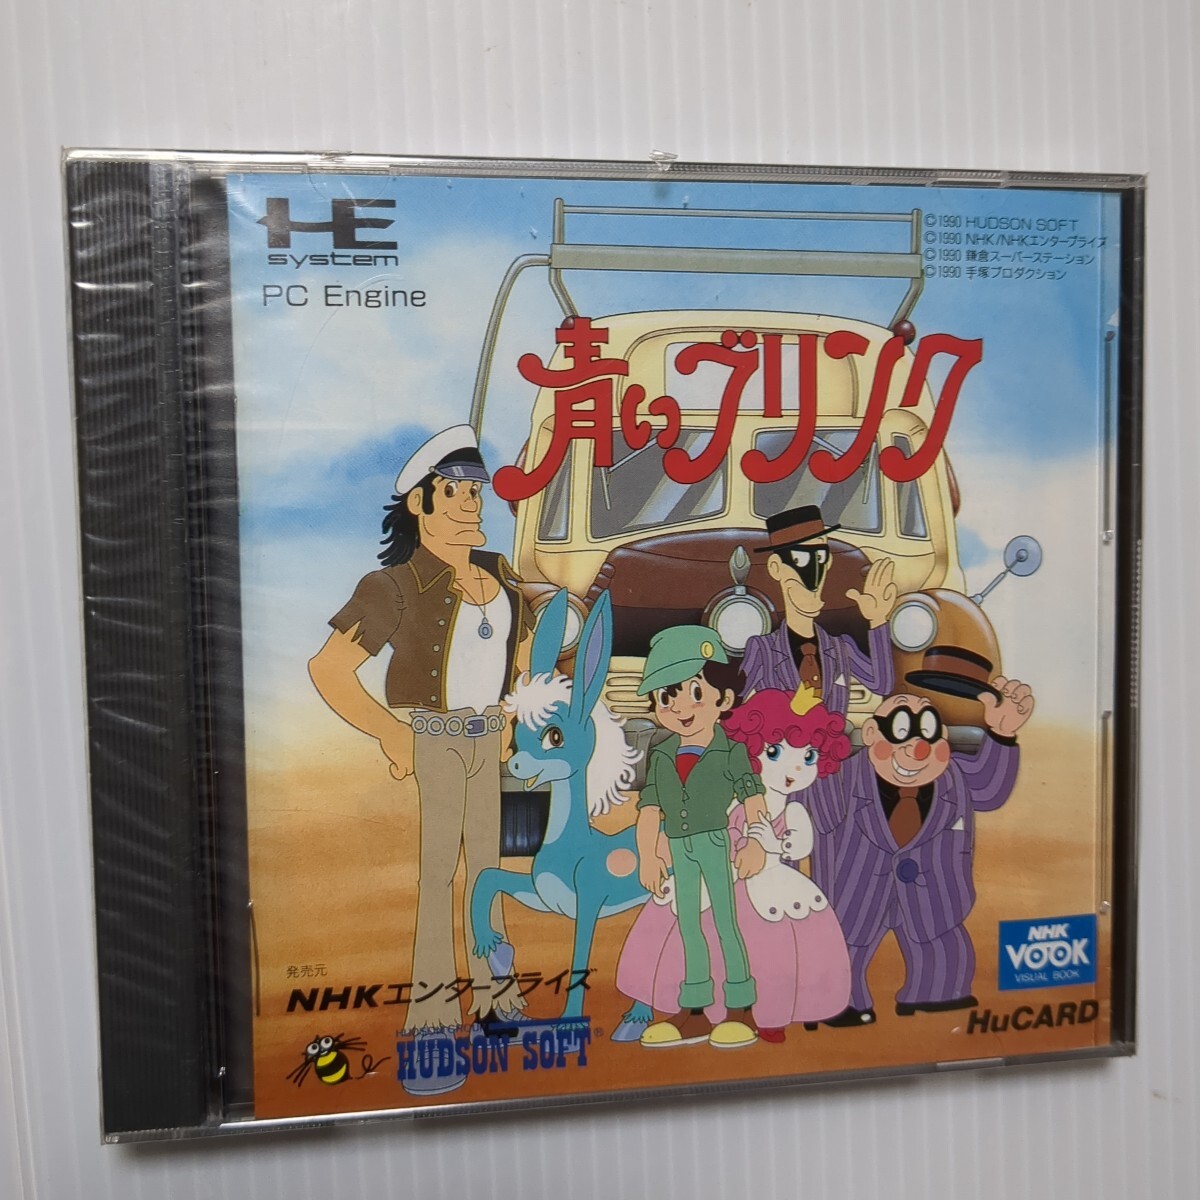 PCE
system
PC Engine
©1990 HUDSON SOFT
©1990 NHK/NHKエンタープライズ
©1990 鎌倉スーパーステーション
©1990 手塚プロダクション
青いブリンク
発売元
NHKエンタープライズ
HUDSON GROUP
HUDSON SOFT®
NHK
VOOK
VISUAL BOOK
HuCARD